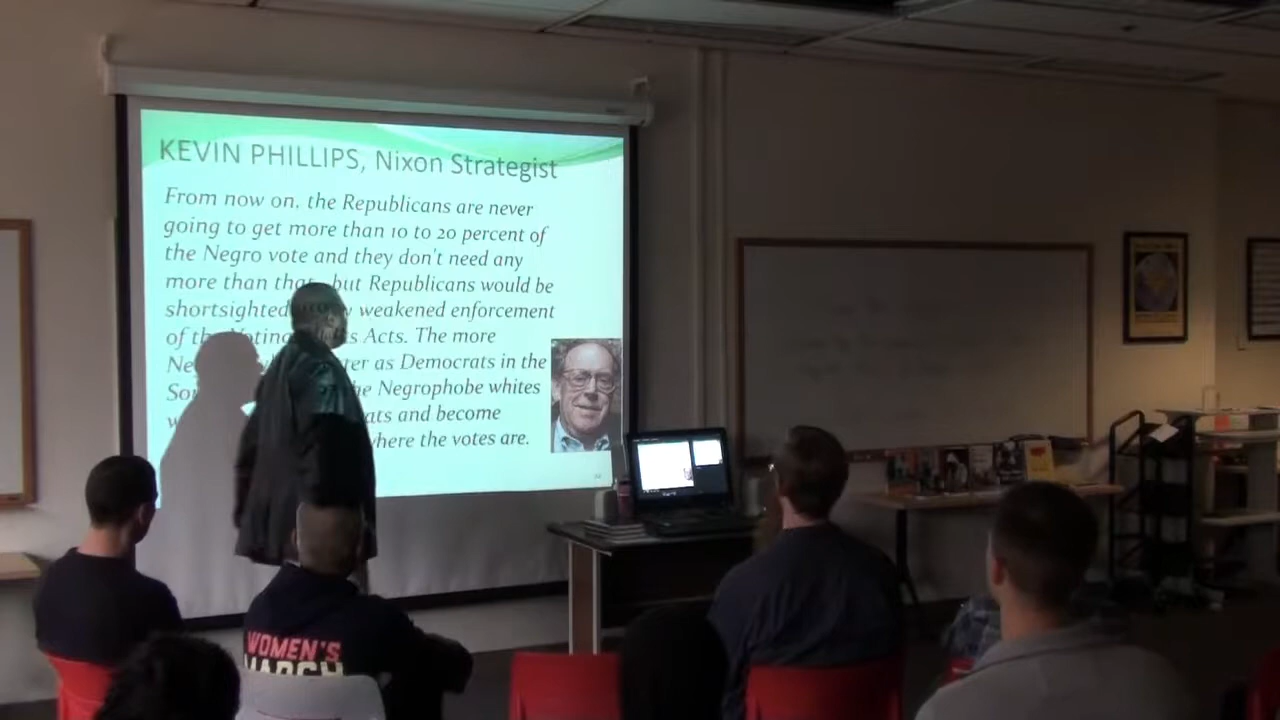 KEVIN PHILLIPS, Nixon Strategist
From now on, the Republicans are never
going to get more than 10 to 20 percent of
the Negro vote and they don't need any
more than that, but Republicans would be
shortsighted weakened enforcement
of the Voting Acts. The more
as Democrats in the
Negrophobe whites
and become
where the votes are.
WOMEN'S
MARCH